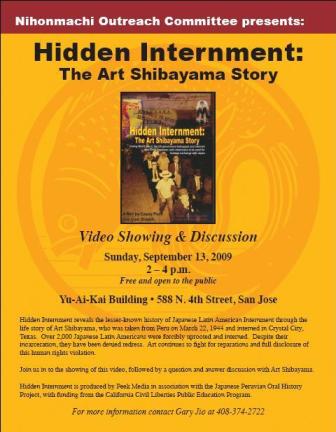 Nihonmachi Outreach Committee presents:
Hidden Internment:
The Art Shibayama Story
Hidden Internment:
The Art Shibayama Story
Video Showing & Discussion
Sunday, September 13, 2009
2 – 4 p.m.
Free and open to the public
Yu-Ai-Kai Building • 588 N. 4th Street, San Jose
Hidden Internment reveals the lesser-known history of Japanese Latin American Internment through the
life story of Art Shibayama, who was taken from Peru on March 22, 1944 and interned in Crystal City,
Texas. Over 2,000 Japanese Latin Americans were forcibly uprooted and interned. Despite their
incarceration, they have been denied redress. Art continues to fight for reparations and full disclosure of
this human rights violation.
Join us in to the showing of this video, followed by a question and answer discussion with Art Shibayama.
Hidden Internment is produced by Peek Media in association with the Japanese Peruvian Oral History
Project, with funding from the California Civil Liberties Public Education Program.
For more information contact Gary Jio at 408-374-2722